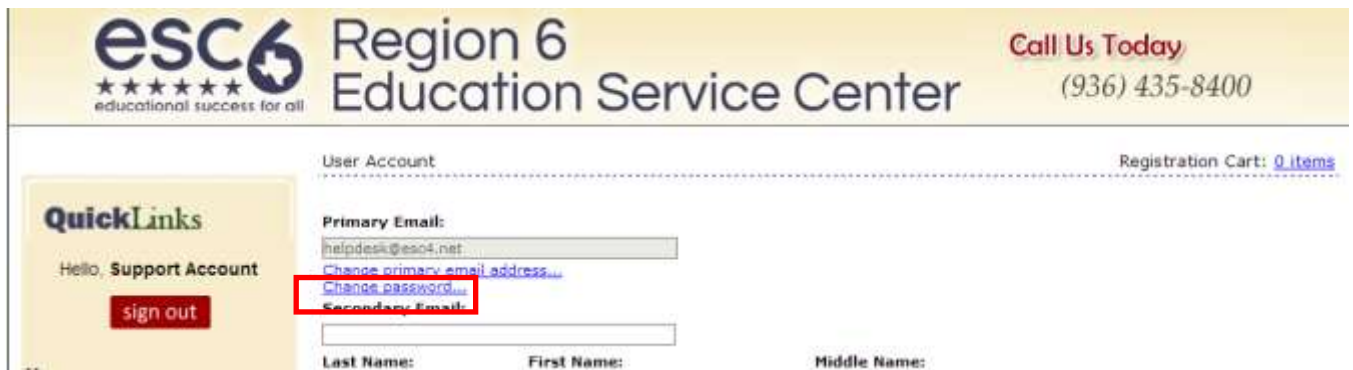 esc6 Region 6
educational success for all Education Service Center
Call Us Today
(936) 435-8400
User Account
Registration Cart: 0 items
QuickLinks
Hello, Support Account
sign out
Primary Email:
helpdesk@esc4.net
Change primary email address...
Change password...
Secondary Email:
Last Name: First Name: Middle Name: